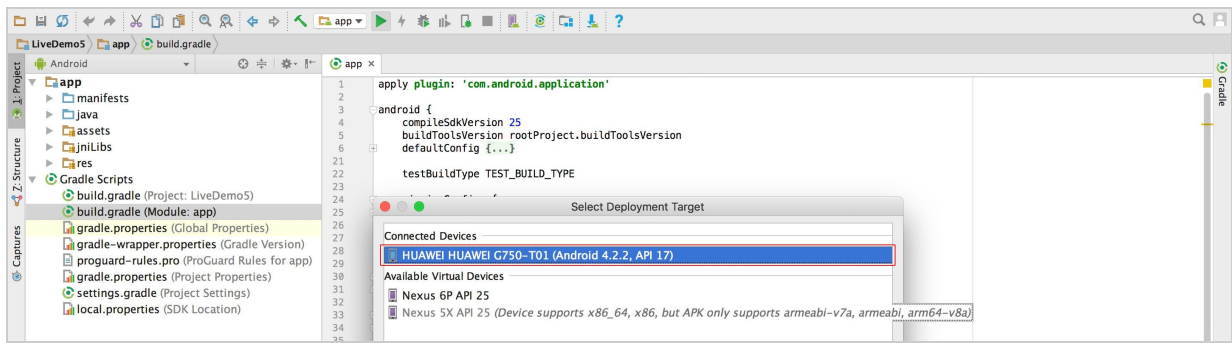 app
LiveDemo5 app build.gradle
1: Project
Z: Structure
Captures
Android
app
manifests
java
assets
jniLibs
res
Gradle Scripts
build.gradle (Project: LiveDemo5)
build.gradle (Module: app)
gradle.properties (Global Properties)
gradle-wrapper.properties (Gradle Version)
proguard-rules.pro (ProGuard Rules for app)
gradle.properties (Project Properties)
settings.gradle (Project Settings)
local.properties (SDK Location)
app ×
1 apply plugin: 'com.android.application'
2
3 android {
4 compileSdkVersion 25
5 buildToolsVersion rootProject.buildToolsVersion
6 defaultConfig {...}
21
22 testBuildType TEST_BUILD_TYPE
23
24
25
26
27
28
29
30
31
32
33
34
35
Select Deployment Target
Connected Devices
HUAWEI HUAWEI G750-T01 (Android 4.2.2, API 17)
Available Virtual Devices
Nexus 6P API 25
Nexus 5X API 25 (Device supports x86_64, x86, but APK only supports armeabi-v7a, armeabi, arm64-v8a)
Gradle